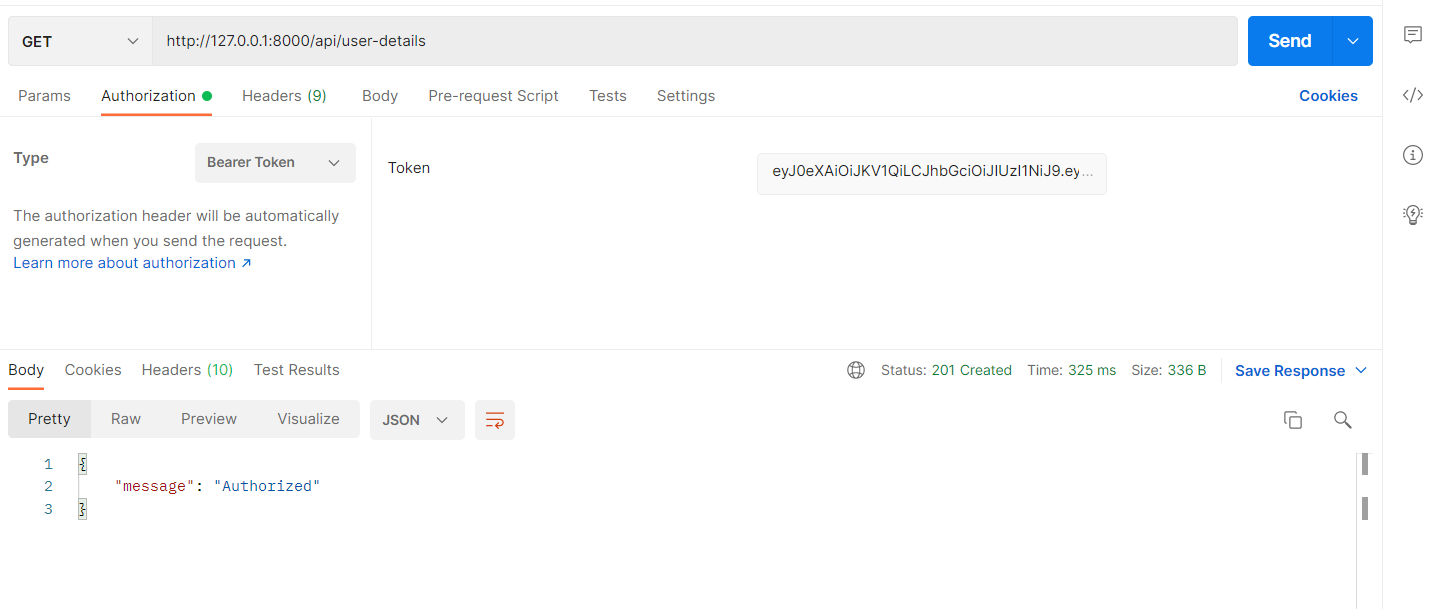 GET http://127.0.0.1:8000/api/user-details Send
Params Authorization Headers (9) Body Pre-request Script Tests Settings Cookies
Type Bearer Token
Token eyJ0eXAiOiJKV1QiLCJhbGciOiJIUzI1NiJ9.ey...
The authorization header will be automatically
generated when you send the request.
Learn more about authorization ↗
Body Cookies Headers (10) Test Results Status: 201 Created Time: 325 ms Size: 336 B Save Response
Pretty Raw Preview Visualize JSON
1 {
2 "message": "Authorized"
3 }